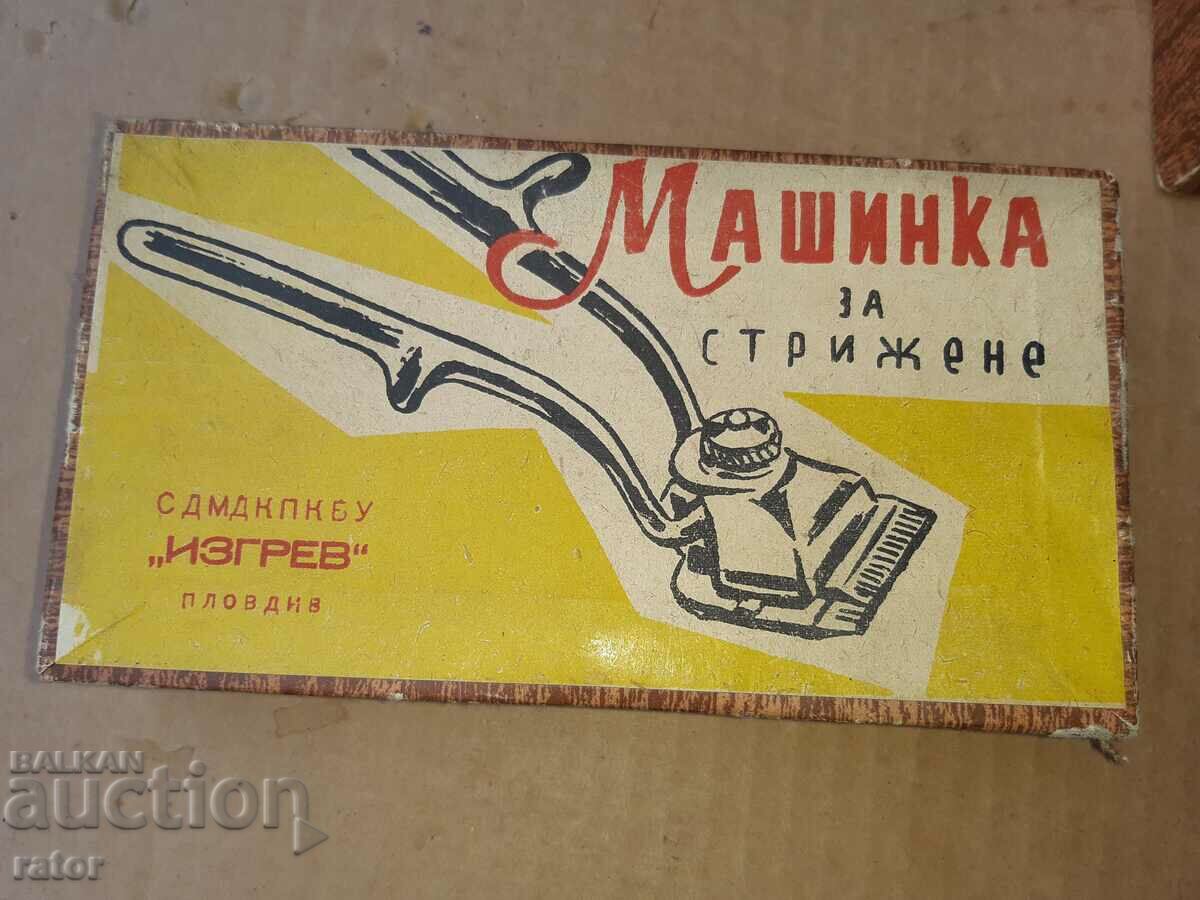 Машинка
за
стрижене
СДМДКПКБУ
„ИЗГРЕВ“
ПЛОВДИВ
BALKAN
auction
rator